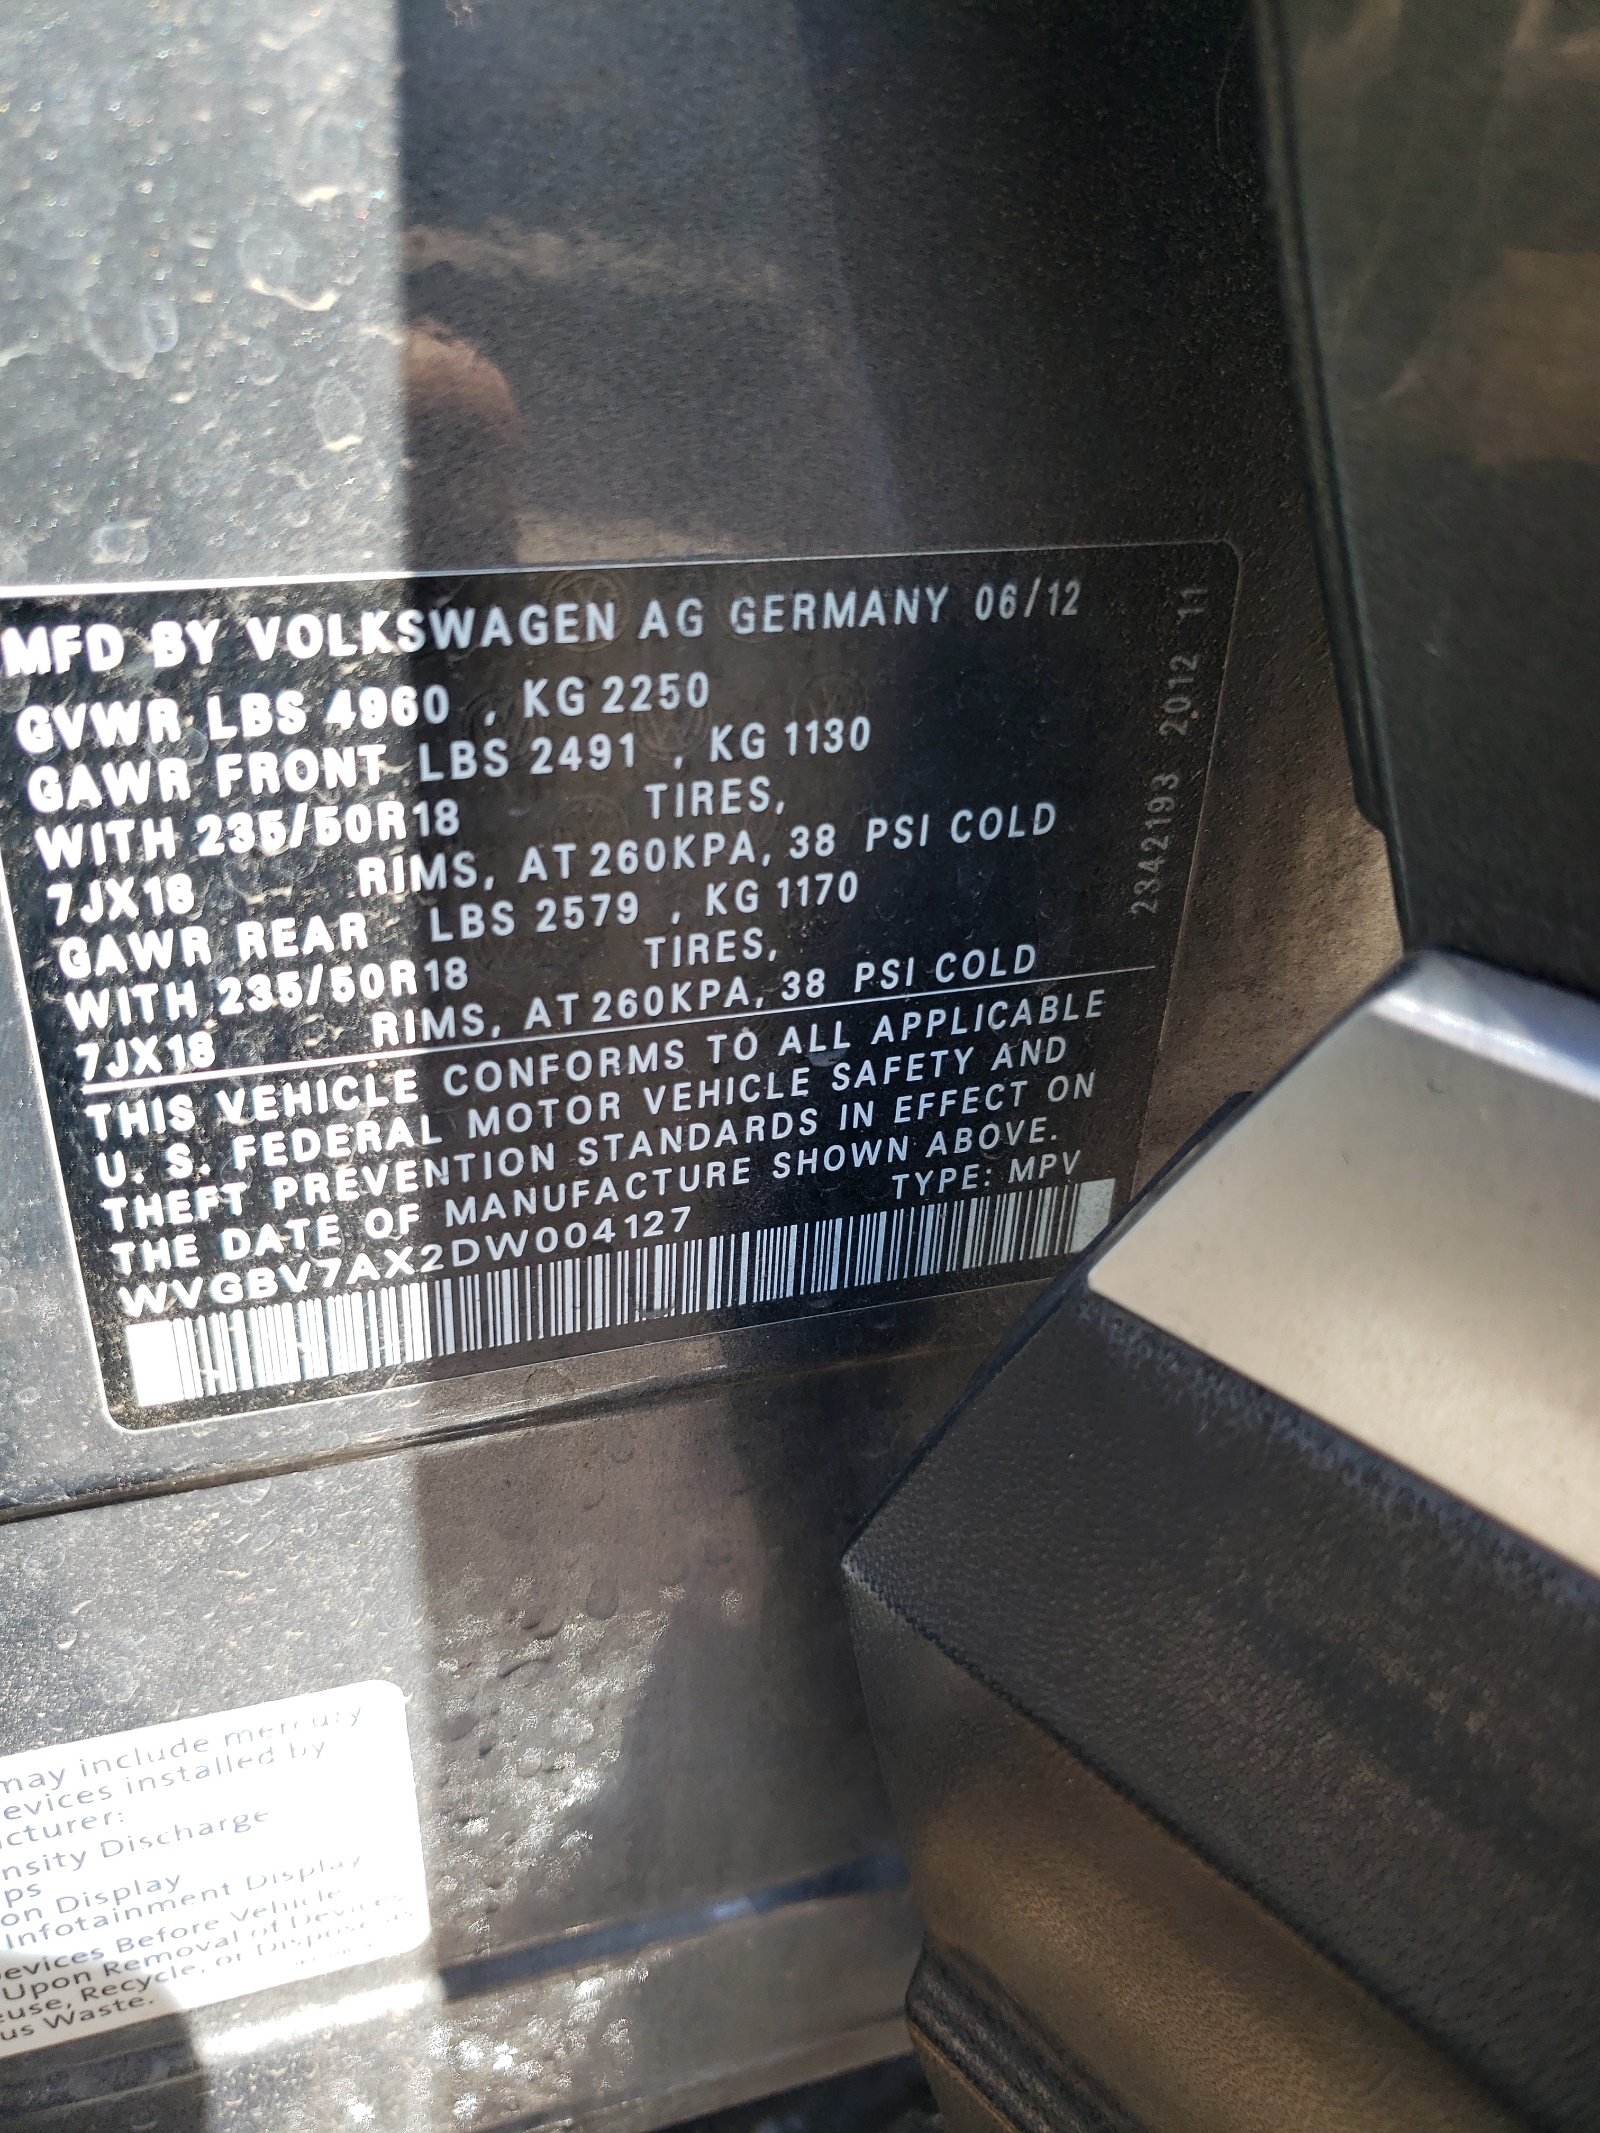 MFD BY VOLKSWAGEN AG GERMANY 06/12
GVWR LBS 4960 , KG 2250
GAWR FRONT LBS 2491 , KG 1130
WITH 235/50R18 TIRES,
7JX18 RIMS, AT 260KPA, 38 PSI COLD
GAWR REAR LBS 2579 , KG 1170
WITH 235/50R18 TIRES,
7JX18 RIMS, AT 260KPA, 38 PSI COLD
THIS VEHICLE CONFORMS TO ALL APPLICABLE
U. S. FEDERAL MOTOR VEHICLE SAFETY AND
THEFT PREVENTION STANDARDS IN EFFECT ON
THE DATE OF MANUFACTURE SHOWN ABOVE.
WVGBV7AX2DW004127 TYPE: MPV
2342193 2012 11
may include mercury
evices installed by
cturer:
nsity Discharge
ps
on Display
Infotainment Display
evices Before Vehicle
Upon Removal of Devices
euse, Recycle, or Dispose as
us Waste.